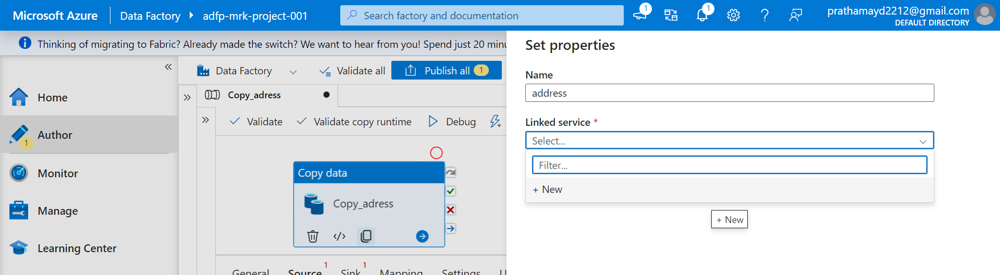 Microsoft Azure
Data Factory
adfp-mrk-project-001
Search factory and documentation
1
1
prathamayd2212@gmail.com
DEFAULT DIRECTORY
Thinking of migrating to Fabric? Already made the switch? We want to hear from you! Spend just 20
Home
Author
1
Monitor
Manage
Learning Center
Data Factory
Validate all
Publish all 1
Copy_adress
Validate
Validate copy runtime
Debug
Copy data
Copy_adress
General
Source 1
Sink 1
Mapping
Settings
Set properties
Name
address
Linked service *
Select...
Filter...
+ New
+ New